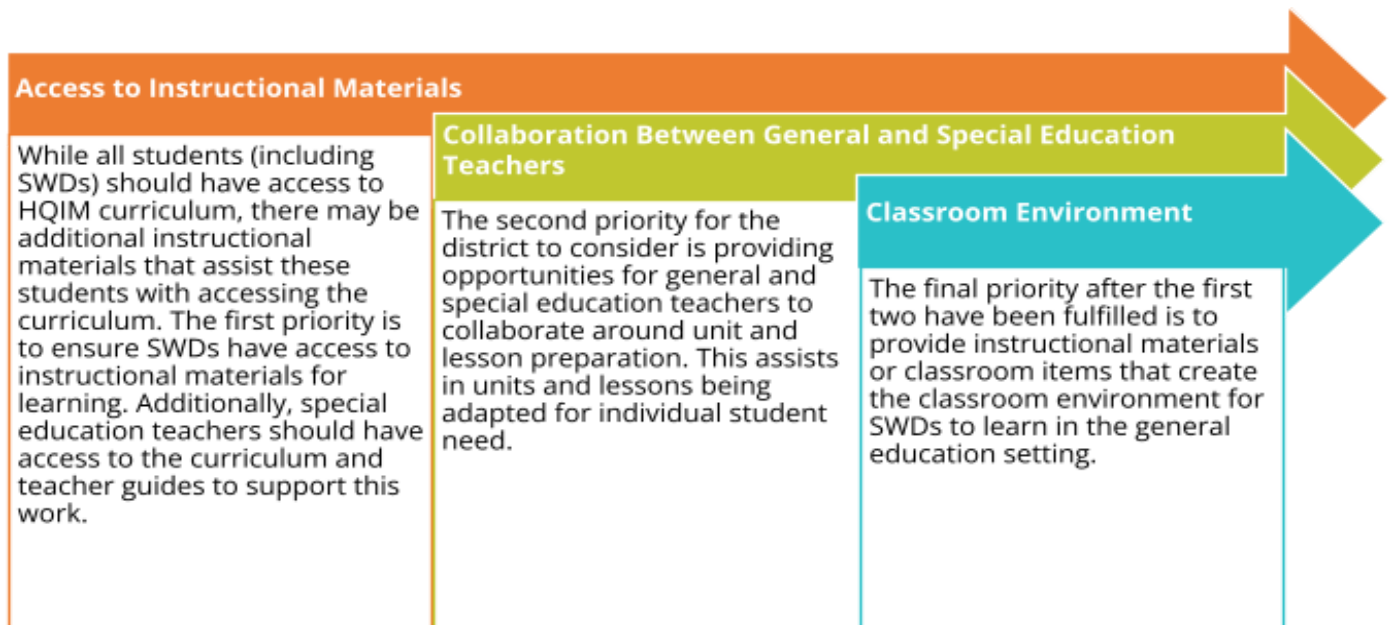 Access to Instructional Materials
While all students (including
SWDs) should have access to
HQIM curriculum, there may be
additional instructional
materials that assist these
students with accessing the
curriculum. The first priority is
to ensure SWDs have access to
instructional materials for
learning. Additionally, special
education teachers should have
access to the curriculum and
teacher guides to support this
work.
Collaboration Between General and Special Education
Teachers
The second priority for the
district to consider is providing
opportunities for general and
special education teachers to
collaborate around unit and
lesson preparation. This assists
in units and lessons being
adapted for individual student
need.
Classroom Environment
The final priority after the first
two have been fulfilled is to
provide instructional materials
or classroom items that create
the classroom environment for
SWDs to learn in the general
education setting.